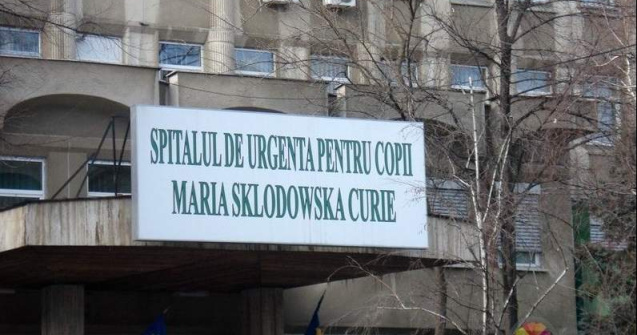 SPITALUL DE URGENTA PENTRU COPII
MARIA SKLODOWSKA CURIE